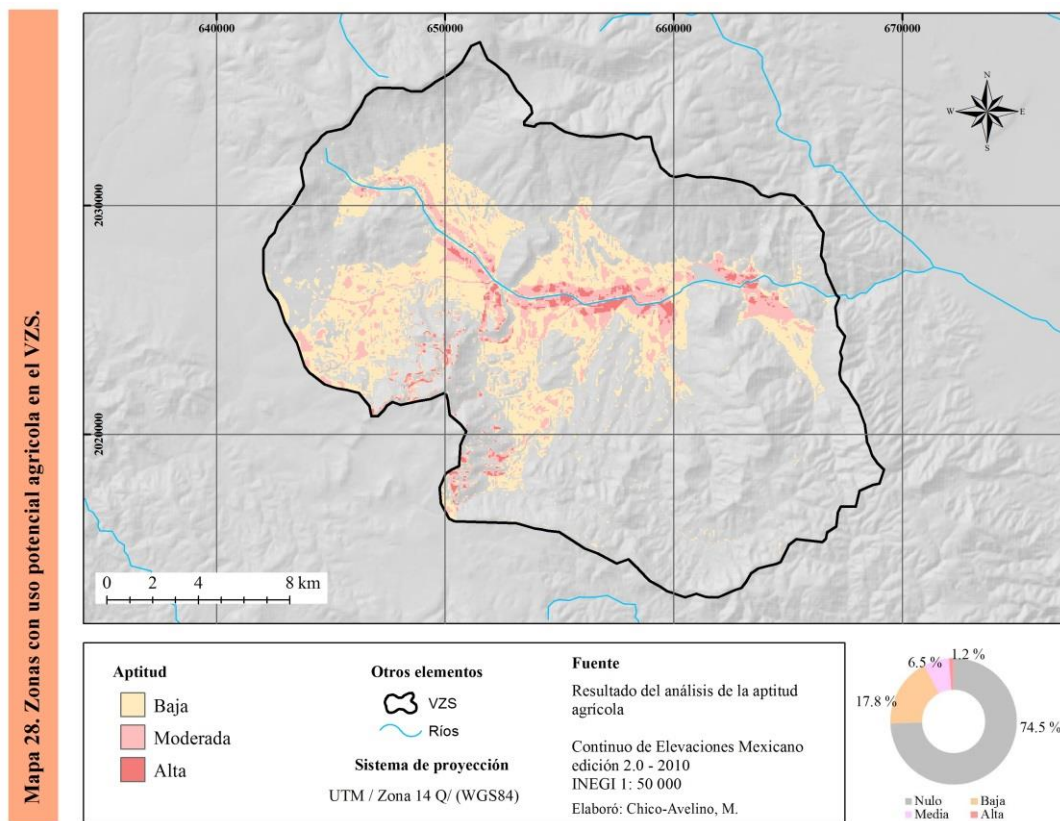 Mapa 28. Zonas con uso potencial agrícola en el VZS.
640000
650000
660000
670000
2030000
2020000
N
W
E
S
0 2 4 8 km
Aptitud
Baja
Moderada
Alta
Otros elementos
VZS
Ríos
Sistema de proyección
UTM / Zona 14 Q/ (WGS84)
Fuente
Resultado del análisis de la aptitud
agrícola
Continuo de Elevaciones Mexicano
edición 2.0 - 2010
INEGI 1: 50 000
Elaboró: Chico-Avelino, M.
6.5 %
1.2 %
17.8 %
74.5 %
Nulo
Baja
Media
Alta